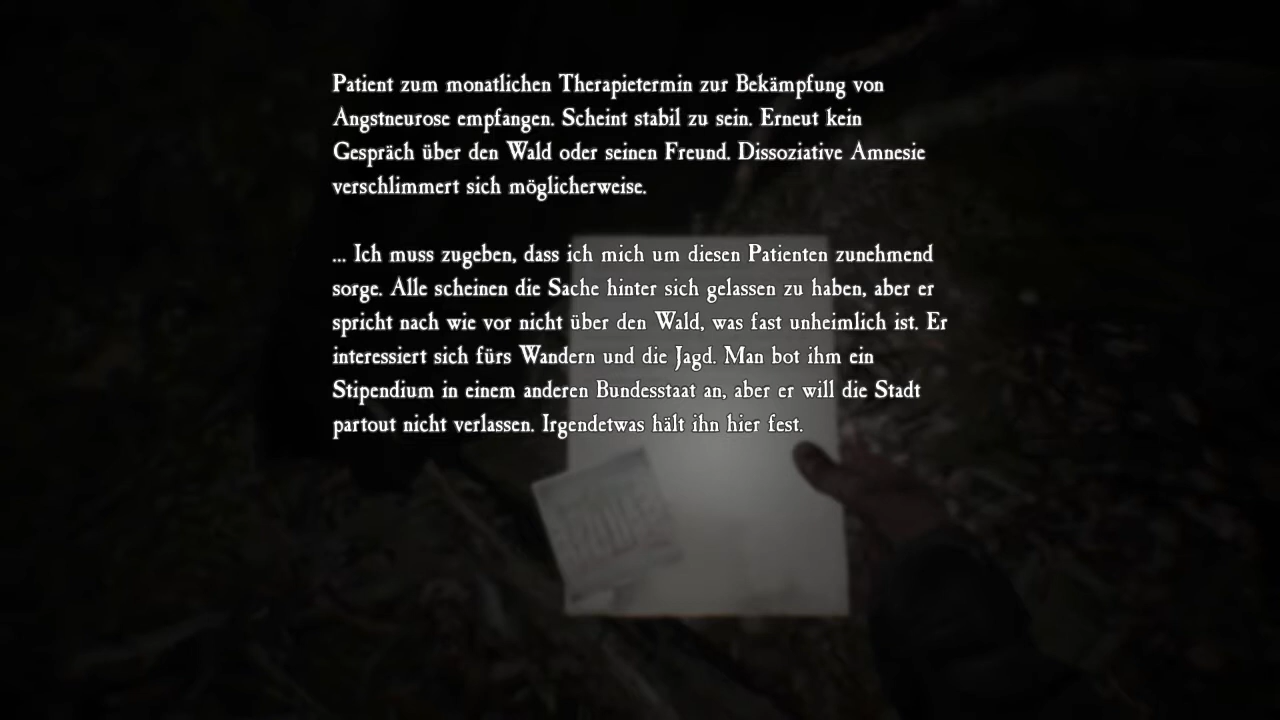 Patient zum monatlichen Therapietermin zur Bekämpfung von
Angstneurose empfangen. Scheint stabil zu sein. Erneut kein
Gespräch über den Wald oder seinen Freund. Dissoziative Amnesie
verschlimmert sich möglicherweise.
... Ich muss zugeben, dass ich mich um diesen Patienten zunehmend
sorge. Alle scheinen die Sache hinter sich gelassen zu haben, aber er
spricht nach wie vor nicht über den Wald, was fast unheimlich ist. Er
interessiert sich fürs Wandern und die Jagd. Man bot ihm ein
Stipendium in einem anderen Bundesstaat an, aber er will die Stadt
partout nicht verlassen. Irgendetwas hält ihn hier fest.